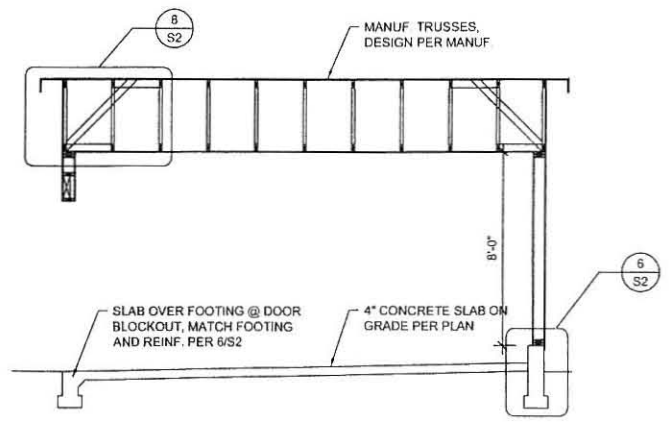 8
S2
MANUF. TRUSSES,
DESIGN PER MANUF
8'-0"
6
S2
SLAB OVER FOOTING @ DOOR
BLOCKOUT, MATCH FOOTING
AND REINF. PER 6/S2
4" CONCRETE SLAB ON
GRADE PER PLAN